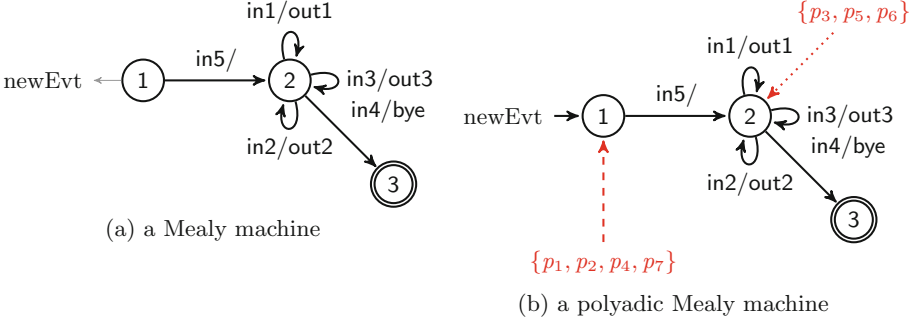 in1/out1
in5/
newEvt
1
2
in3/out3
in4/bye
in2/out2
3
(a) a Mealy machine
{p₃, p₅, p₆}
in1/out1
in5/
newEvt
1
2
in3/out3
in4/bye
in2/out2
3
{p₁, p₂, p₄, p₇}
(b) a polyadic Mealy machine